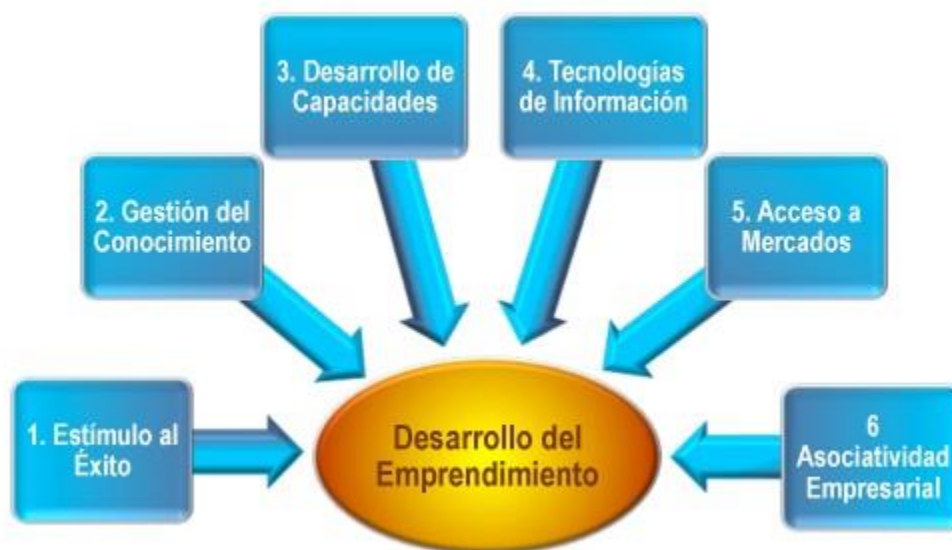 3. Desarrollo de
Capacidades
4. Tecnologías
de Información
2. Gestión del
Conocimiento
5. Acceso a
Mercados
1. Estímulo al
Éxito
Desarrollo del
Emprendimiento
6
Asociatividad
Empresarial